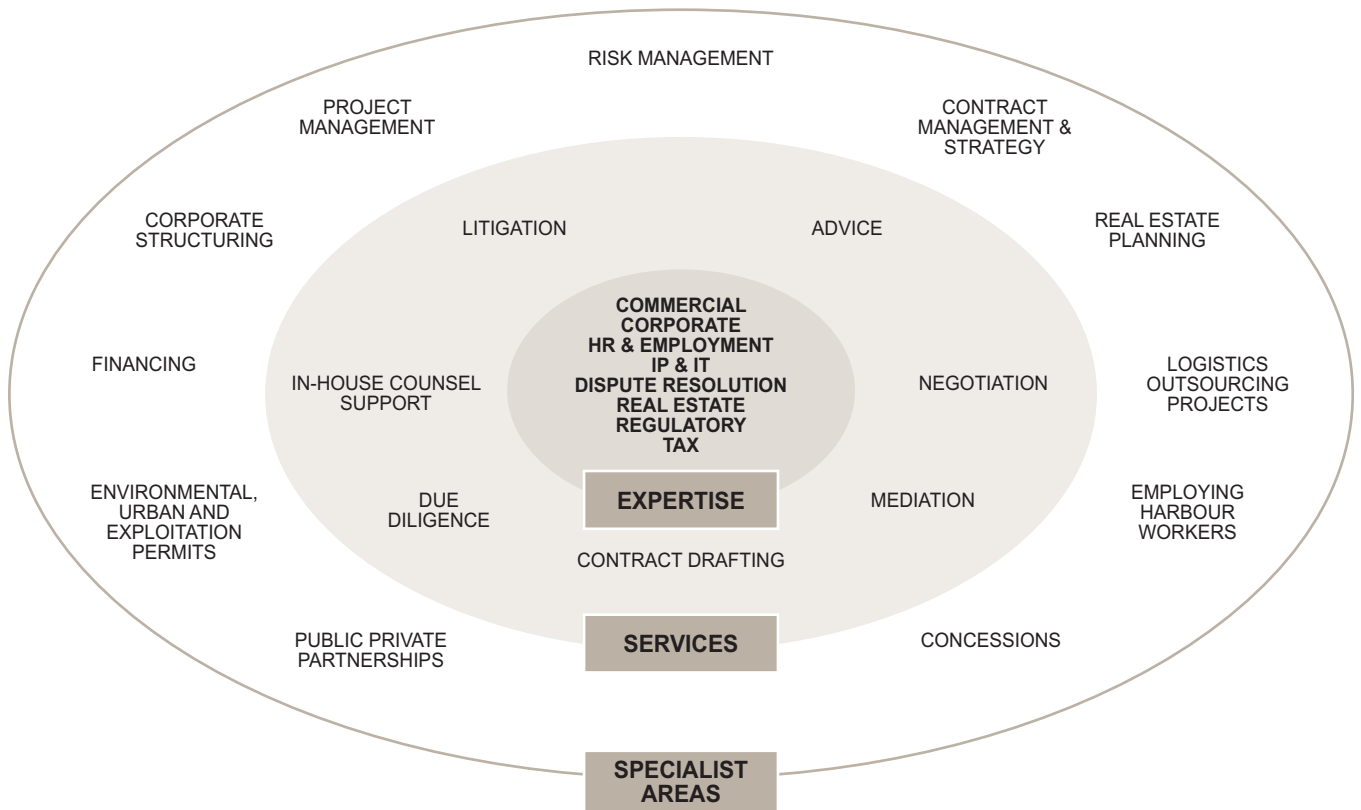 RISK MANAGEMENT
PROJECT
MANAGEMENT
CONTRACT
MANAGEMENT &
STRATEGY
CORPORATE
STRUCTURING
LITIGATION
ADVICE
REAL ESTATE
PLANNING
COMMERCIAL
CORPORATE
HR & EMPLOYMENT
IP & IT
DISPUTE RESOLUTION
REAL ESTATE
REGULATORY
TAX
FINANCING
IN-HOUSE COUNSEL
SUPPORT
NEGOTIATION
LOGISTICS
OUTSOURCING
PROJECTS
ENVIRONMENTAL,
URBAN AND
EXPLOITATION
PERMITS
DUE
DILIGENCE
EXPERTISE
MEDIATION
EMPLOYING
HARBOUR
WORKERS
CONTRACT DRAFTING
PUBLIC PRIVATE
PARTNERSHIPS
SERVICES
CONCESSIONS
SPECIALIST
AREAS